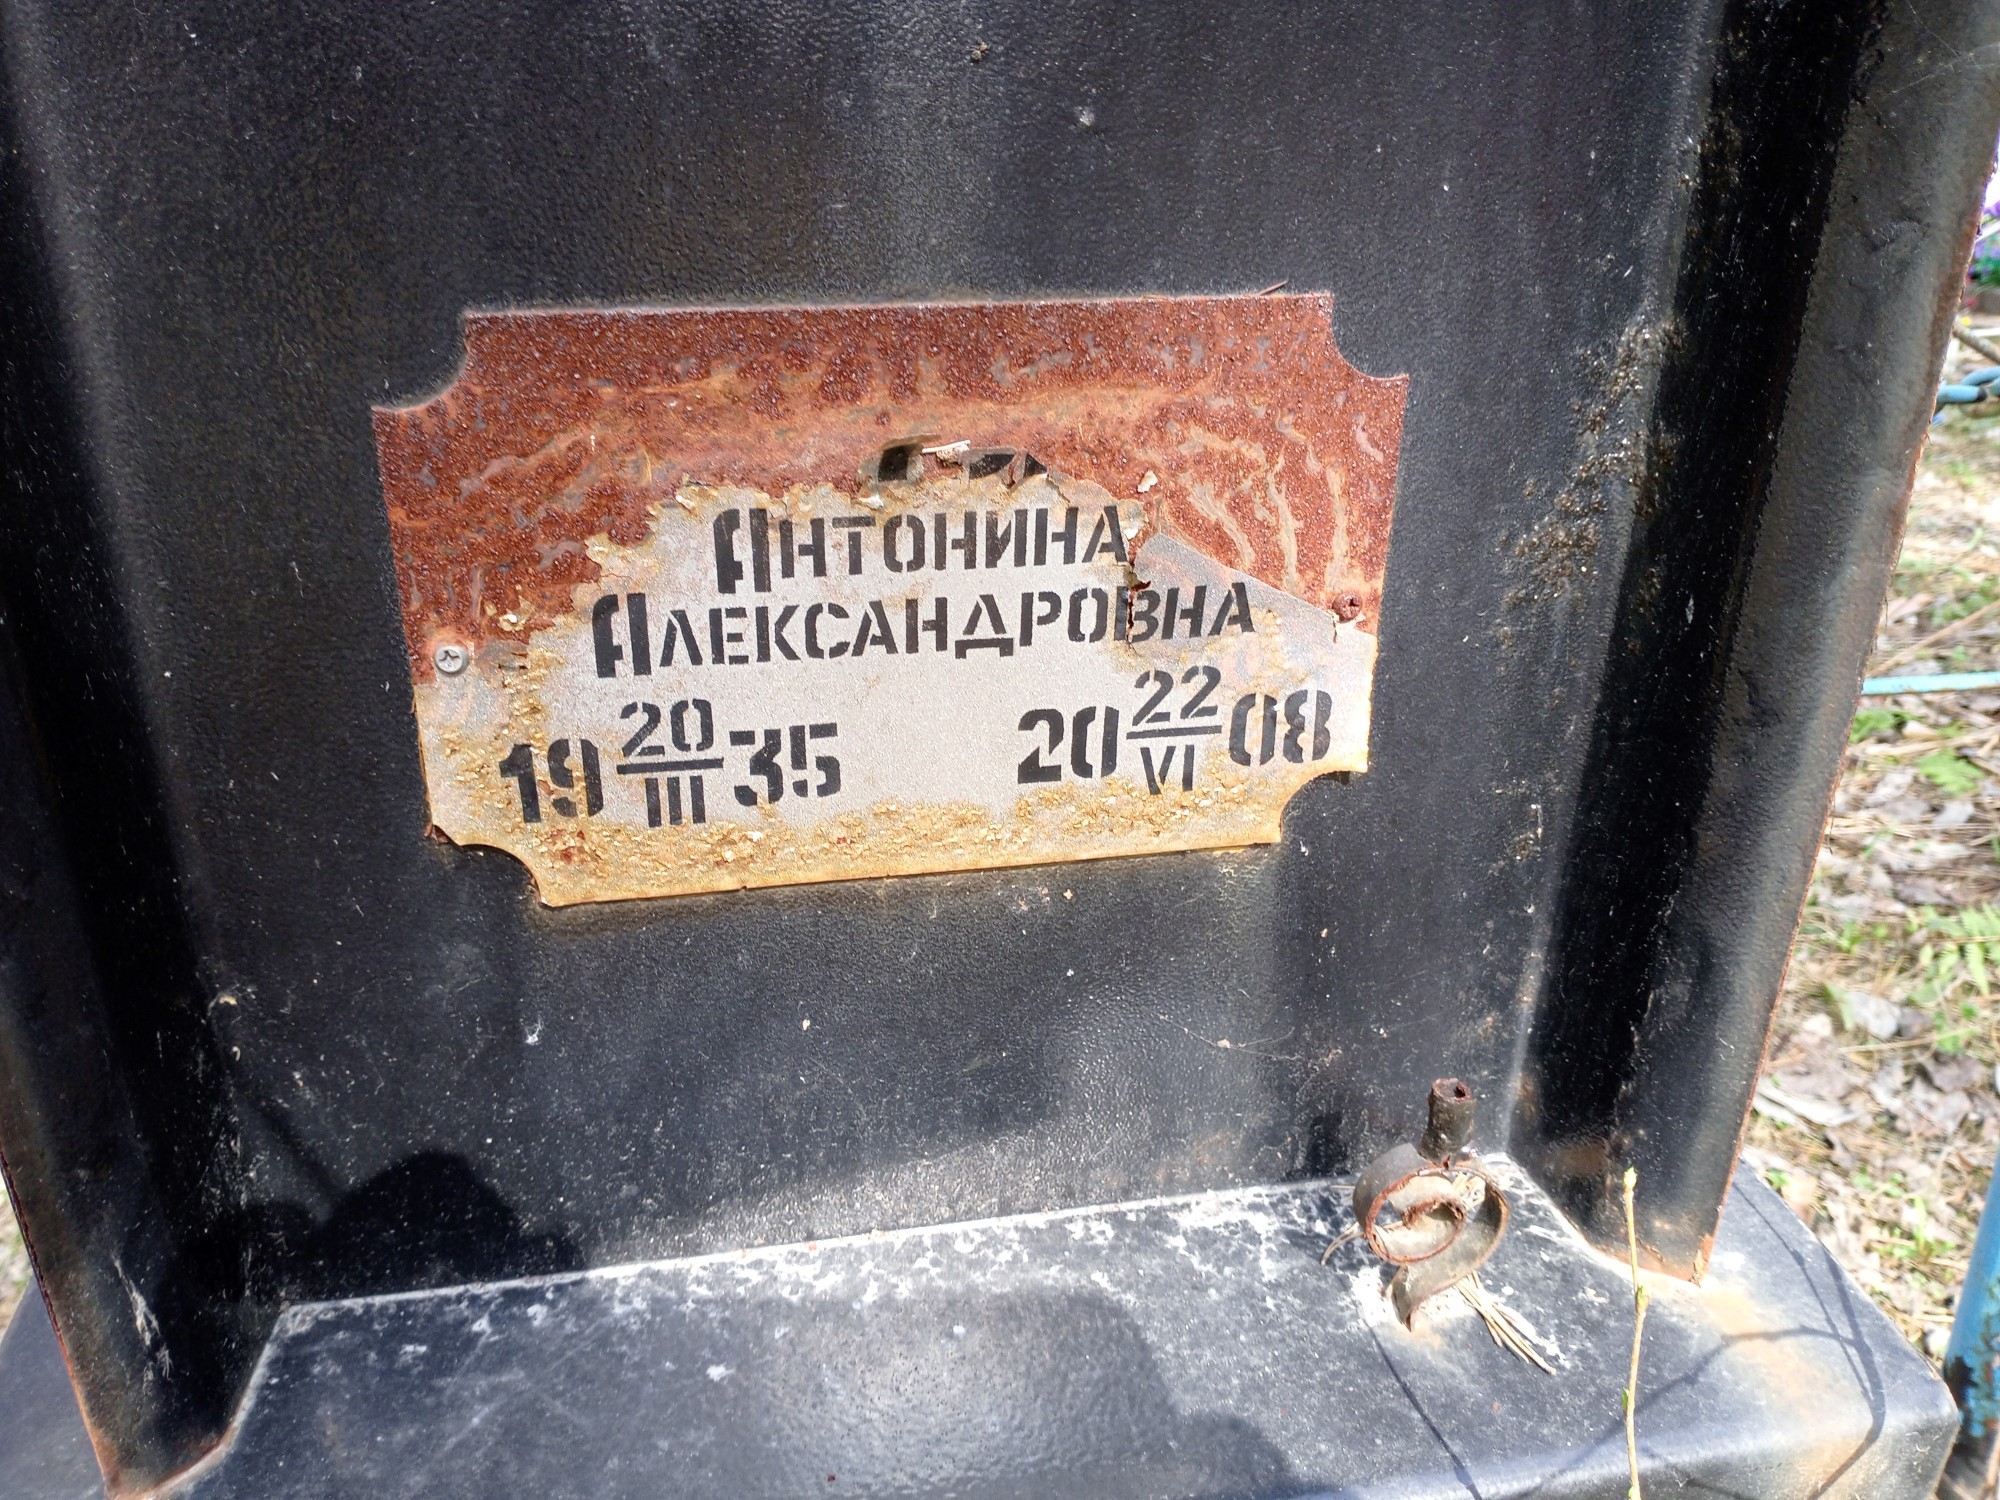 Антонина
Александровна
19 20/III 35 20 22/VI 08